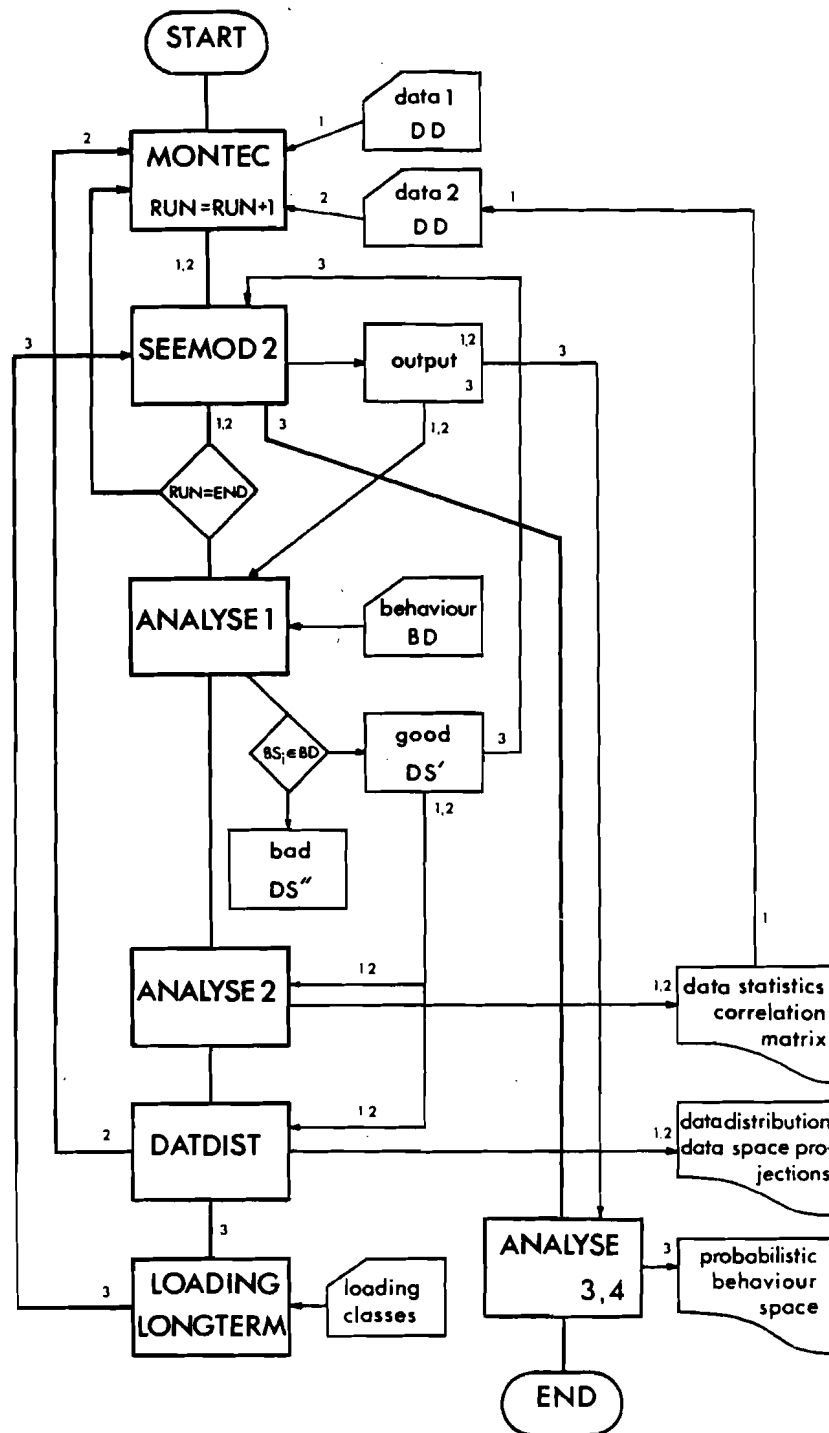 START
data 1
DD
1
2
MONTEC
RUN=RUN+1
2
data 2
DD
1
1,2
3
3
SEEMOD 2
output
1,2
3
3
1,2
3
1,2
RUN=END
ANALYSE 1
behaviour
BD
BSi∈BD
good
DS′
3
1,2
bad
DS″
1
ANALYSE 2
1 2
1,2
data statistics
correlation
matrix
DATDIST
1 2
2
1,2
data distribution
data space pro-
jections
3
LOADING
LONGTERM
3
loading
classes
ANALYSE
3,4
3
probabilistic
behaviour
space
END